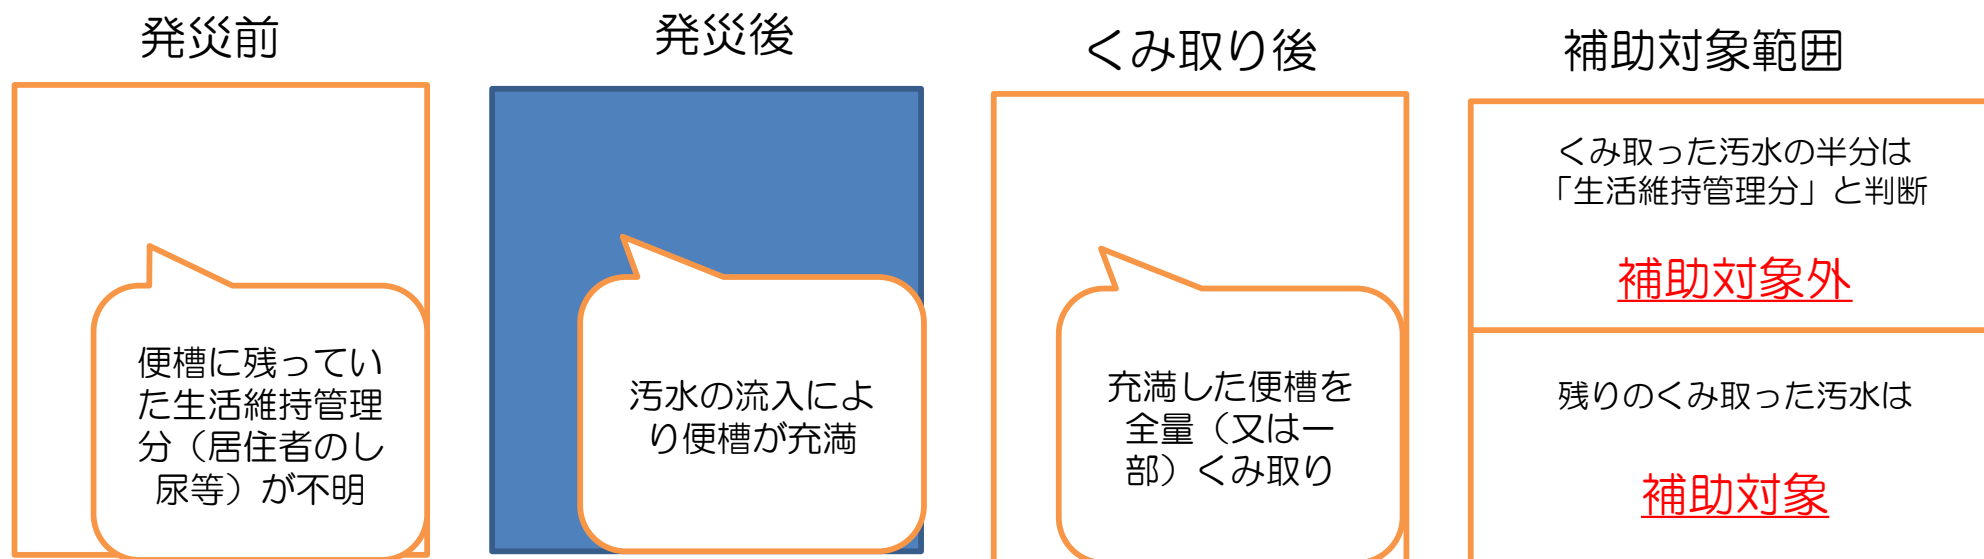 発災前
便槽に残ってい
た生活維持管理
分（居住者のし
尿等）が不明
発災後
汚水の流入によ
り便槽が充満
くみ取り後
充満した便槽を
全量（又は一
部）くみ取り
補助対象範囲
くみ取った汚水の半分は
「生活維持管理分」と判断
補助対象外
残りのくみ取った汚水は
補助対象